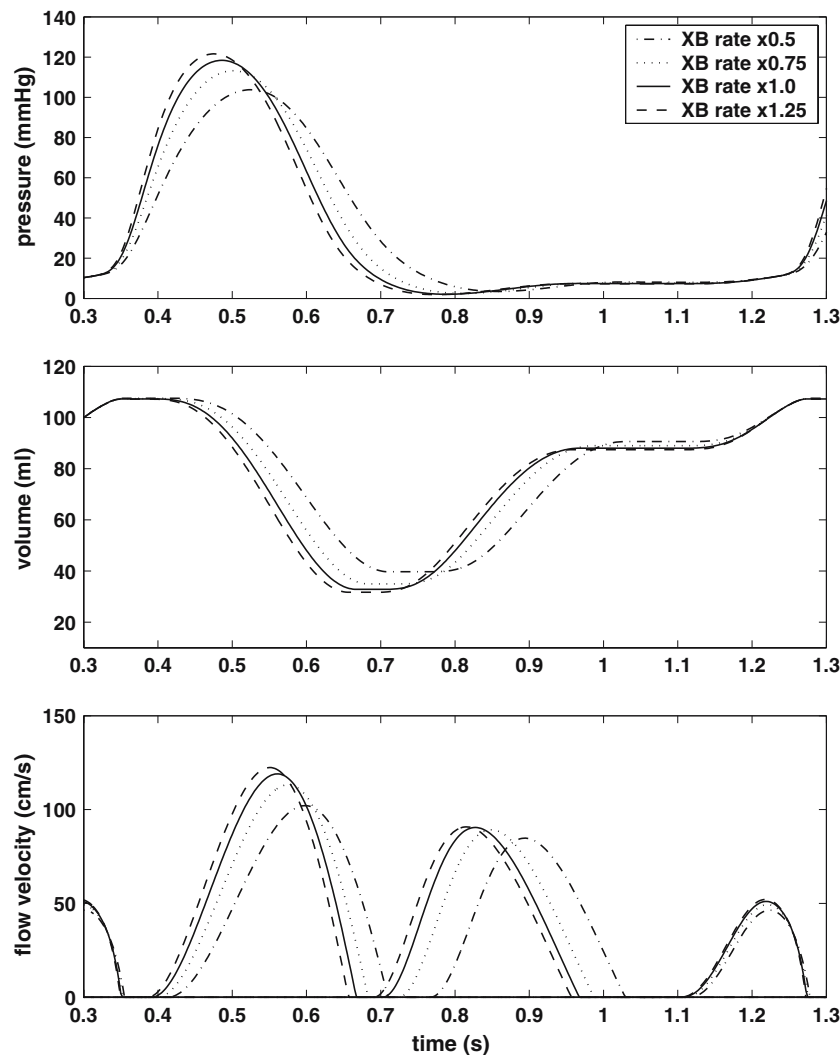 140
120
100
80
60
40
20
0
pressure (mmHg)
XB rate x0.5
XB rate x0.75
XB rate x1.0
XB rate x1.25
0.3 0.4 0.5 0.6 0.7 0.8 0.9 1 1.1 1.2 1.3
120
100
80
60
40
20
volume (ml)
0.3 0.4 0.5 0.6 0.7 0.8 0.9 1 1.1 1.2 1.3
150
100
50
0
flow velocity (cm/s)
0.3 0.4 0.5 0.6 0.7 0.8 0.9 1 1.1 1.2 1.3
time (s)